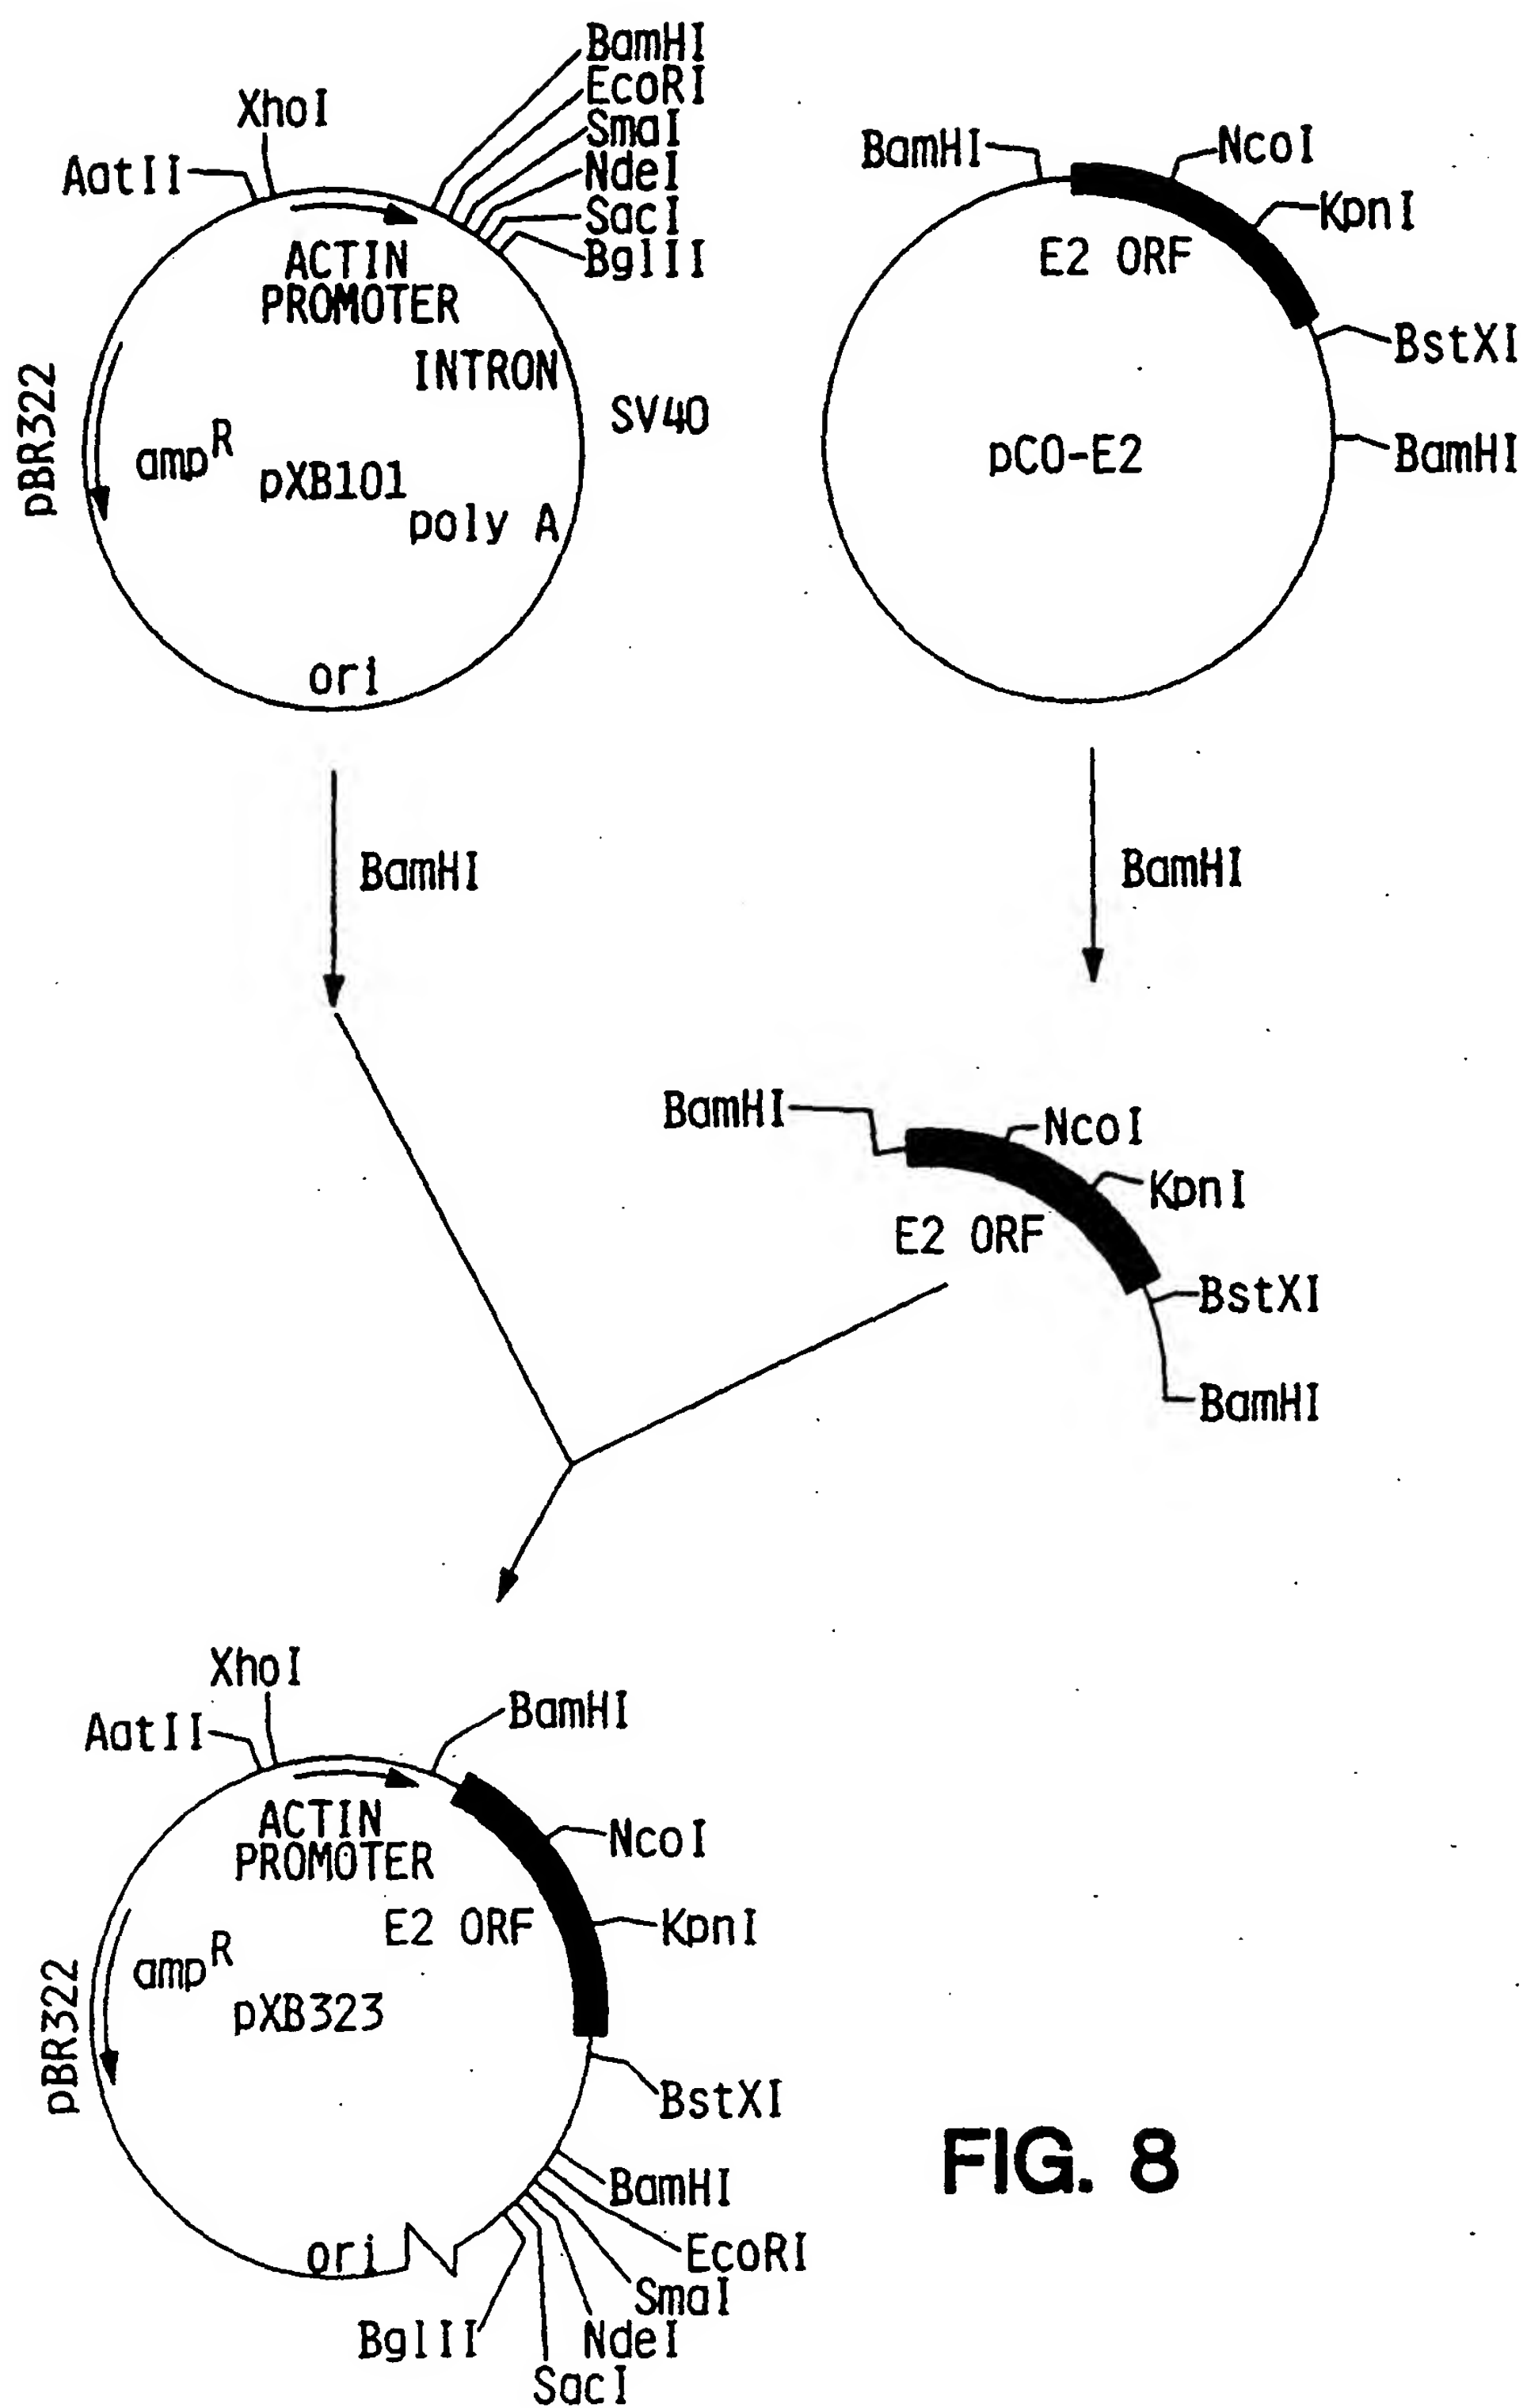 BamHI
EcoRI
SmaI
NdeI
SacI
BglII
XhoI
AatII
ACTIN
PROMOTER
INTRON
SV40
pBR322
amp^R
pXB101
poly A
ori
BamHI
NcoI
KpnI
E2 ORF
BstXI
pCO-E2
BamHI
BamHI
BamHI
BamHI
NcoI
KpnI
E2 ORF
BstXI
BamHI
XhoI
AatII
BamHI
ACTIN
PROMOTER
NcoI
E2 ORF
KpnI
amp^R
pBR322
pXB323
BstXI
BamHI
EcoRI
ori
SmaI
BglII
NdeI
SacI
FIG. 8